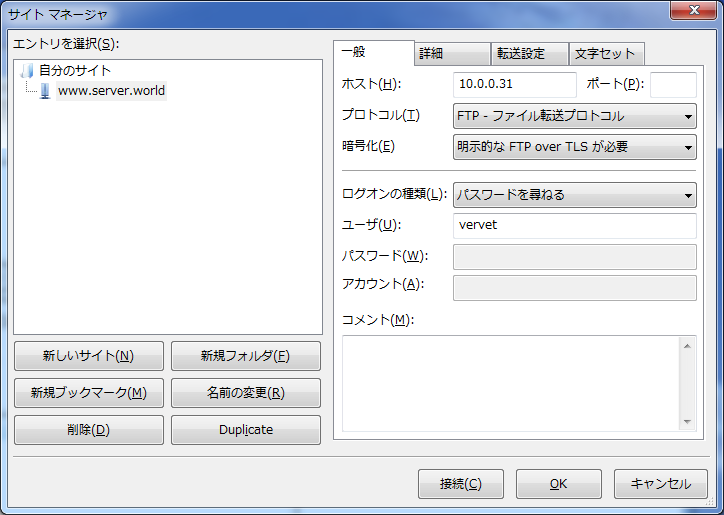 サイト マネージャ
エントリを選択(S):
自分のサイト
www.server.world
新しいサイト(N)
新規フォルダ(F)
新規ブックマーク(M)
名前の変更(R)
削除(D)
Duplicate
一般
詳細
転送設定
文字セット
ホスト(H):
10.0.0.31
ポート(P):
プロトコル(T)
FTP - ファイル転送プロトコル
暗号化(E)
明示的な FTP over TLS が必要
ログオンの種類(L):
パスワードを尋ねる
ユーザ(U):
vervet
パスワード(W):
アカウント(A):
コメント(M):
接続(C)
OK
キャンセル